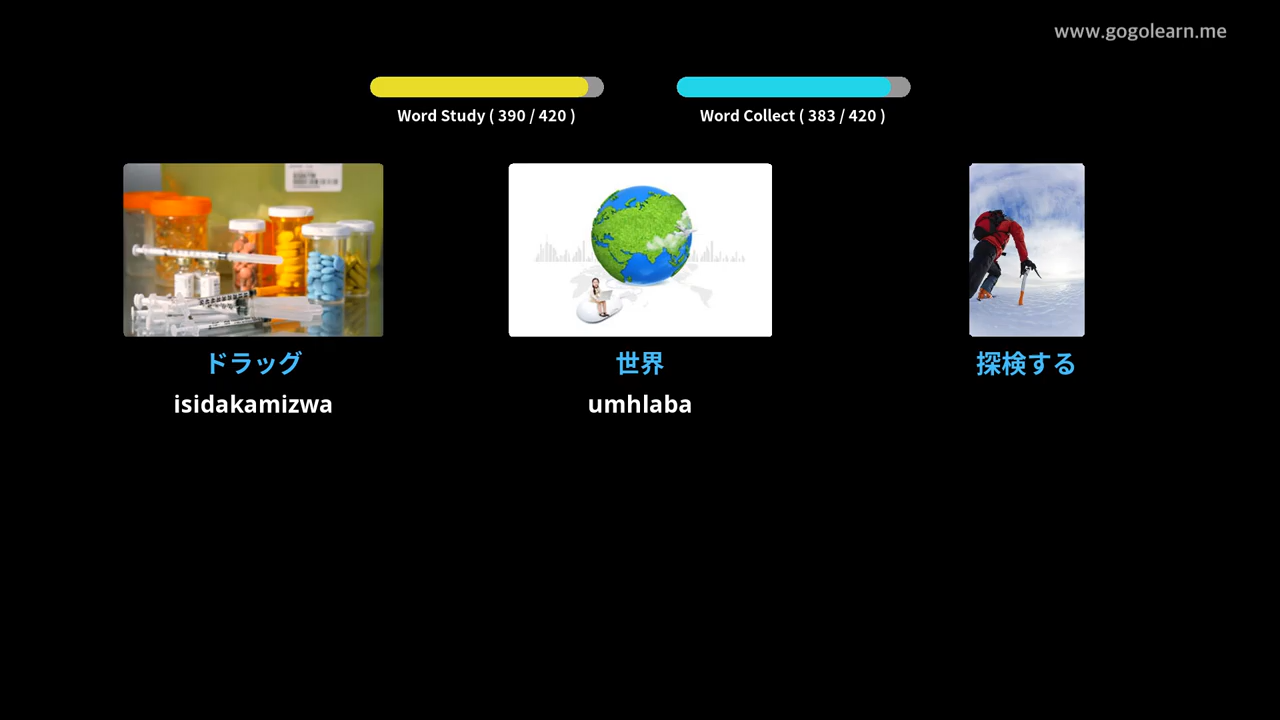 www.gogolearn.me
Word Study ( 390 / 420 )
Word Collect ( 383 / 420 )
ドラッグ
世界
探検する
isidakamizwa
umhlaba